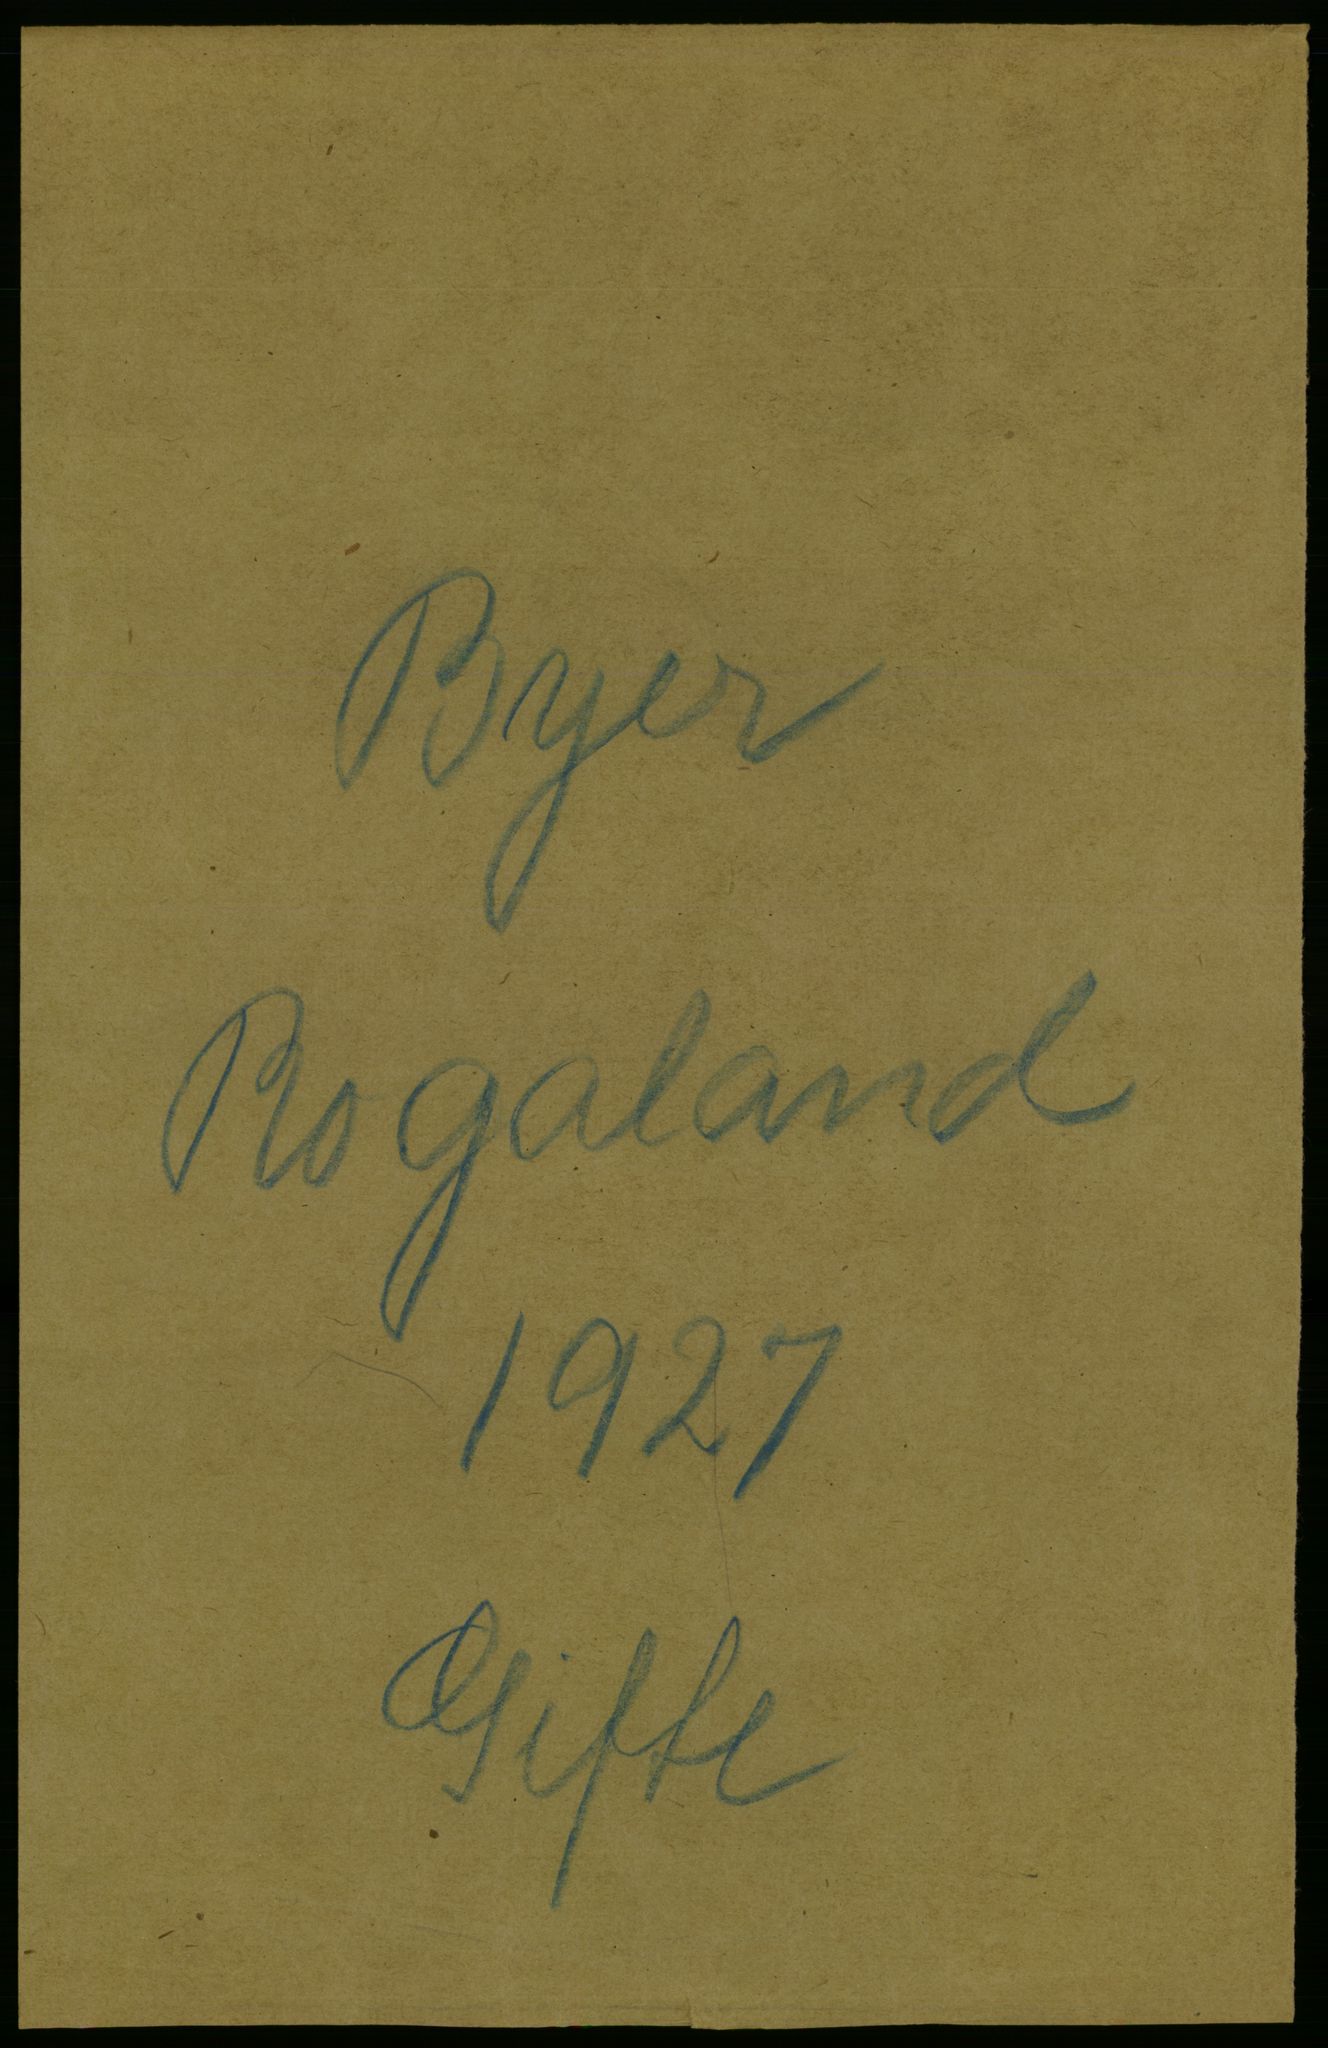 Byer
Rogaland
1927
Gifte